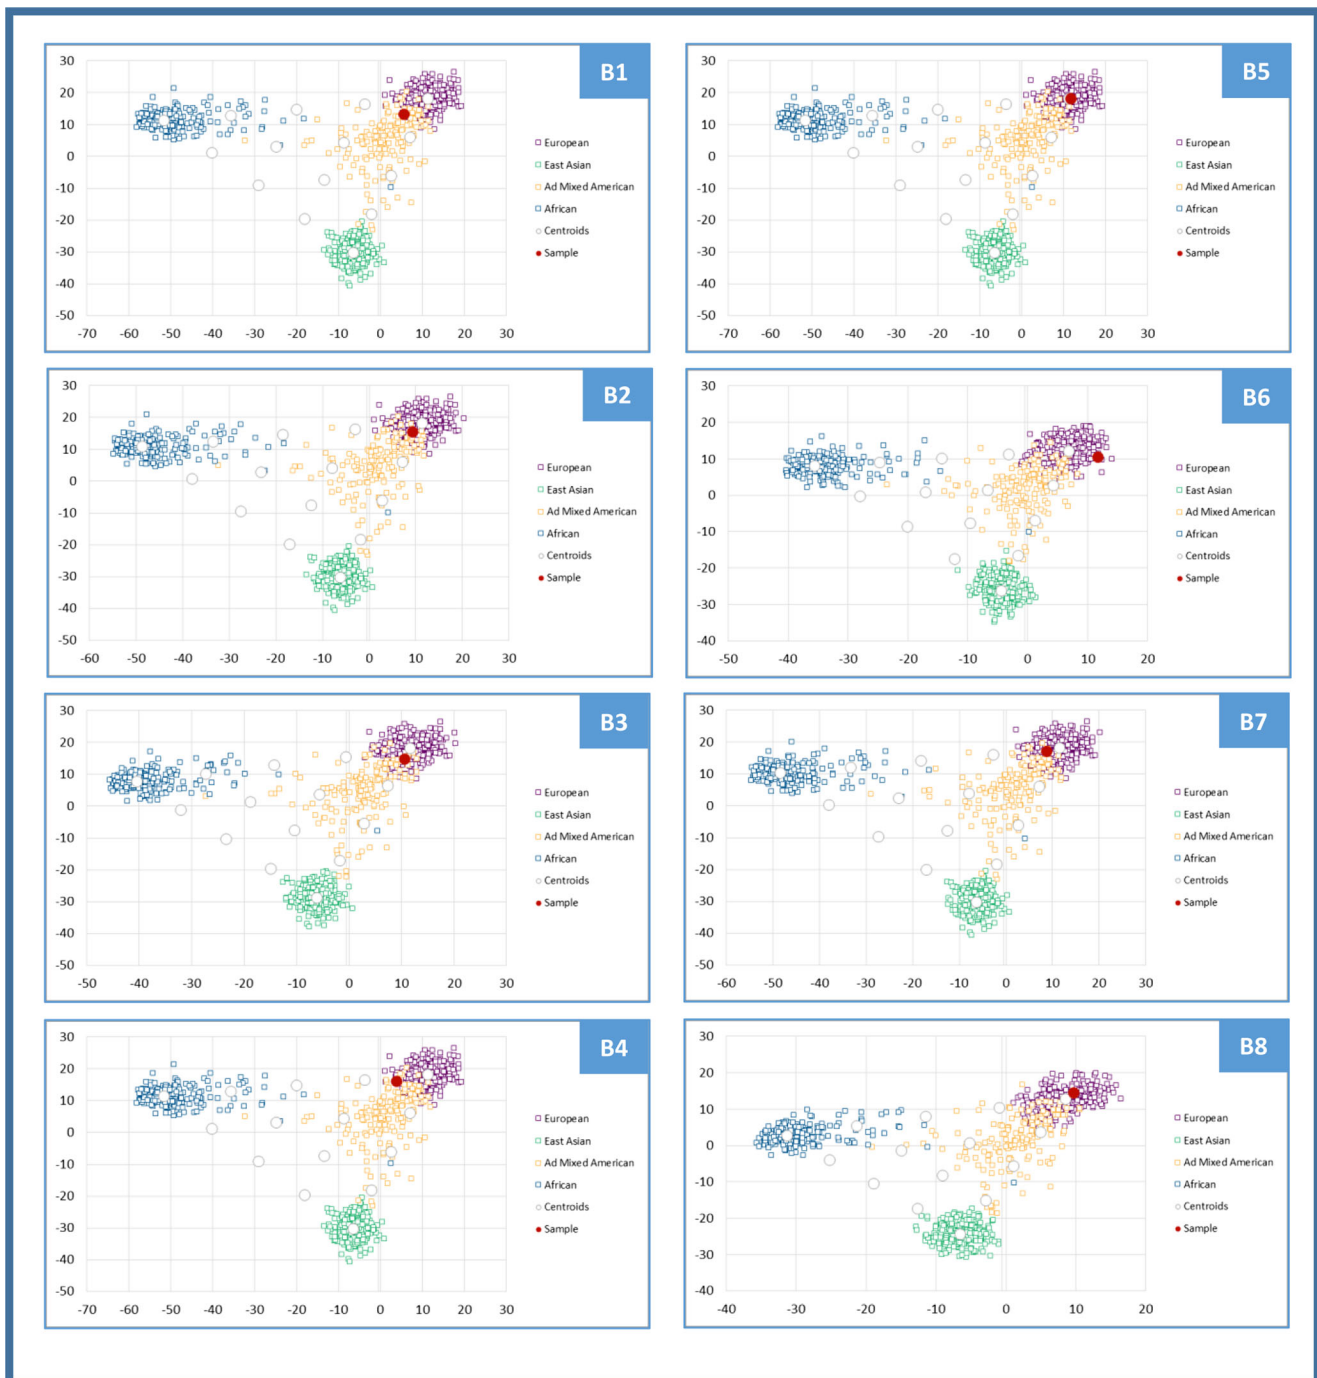 B1
30
20
10
0
-10
-20
-30
-40
-50
-70 -60 -50 -40 -30 -20 -10 0 10 20 30
European
East Asian
Ad Mixed American
African
Centroids
Sample
B5
30
20
10
0
-10
-20
-30
-40
-50
-70 -60 -50 -40 -30 -20 -10 0 10 20 30
European
East Asian
Ad Mixed American
African
Centroids
Sample
B2
30
20
10
0
-10
-20
-30
-40
-50
-60 -50 -40 -30 -20 -10 0 10 20 30
European
East Asian
Ad Mixed American
African
Centroids
Sample
B6
30
20
10
0
-10
-20
-30
-40
-50 -40 -30 -20 -10 0 10 20
European
East Asian
Ad Mixed American
African
Centroids
Sample
B3
30
20
10
0
-10
-20
-30
-40
-50
-50 -40 -30 -20 -10 0 10 20 30
European
East Asian
Ad Mixed American
African
Centroids
Sample
B7
30
20
10
0
-10
-20
-30
-40
-50
-60 -50 -40 -30 -20 -10 0 10 20 30
European
East Asian
Ad Mixed American
African
Centroids
Sample
B4
30
20
10
0
-10
-20
-30
-40
-50
-70 -60 -50 -40 -30 -20 -10 0 10 20 30
European
East Asian
Ad Mixed American
African
Centroids
Sample
B8
30
20
10
0
-10
-20
-30
-40
-40 -30 -20 -10 0 10 20
European
East Asian
Ad Mixed American
African
Centroids
Sample